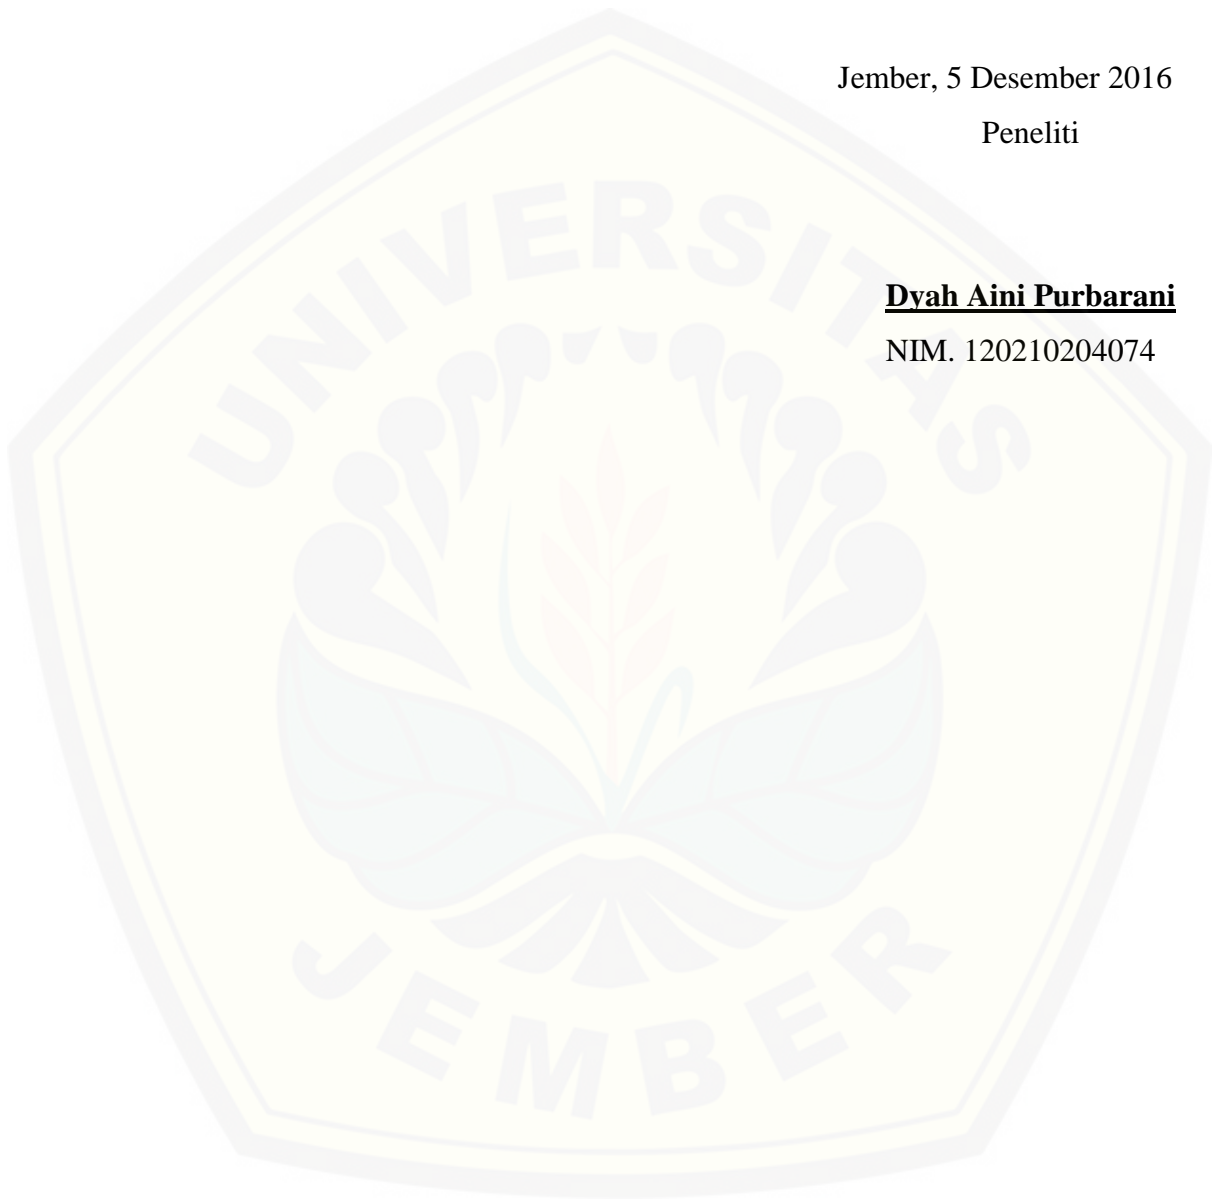 Jember, 5 Desember 2016
Peneliti
Dyah Aini Purbarani
NIM. 120210204074
UNIVERSITAS
JEMBER